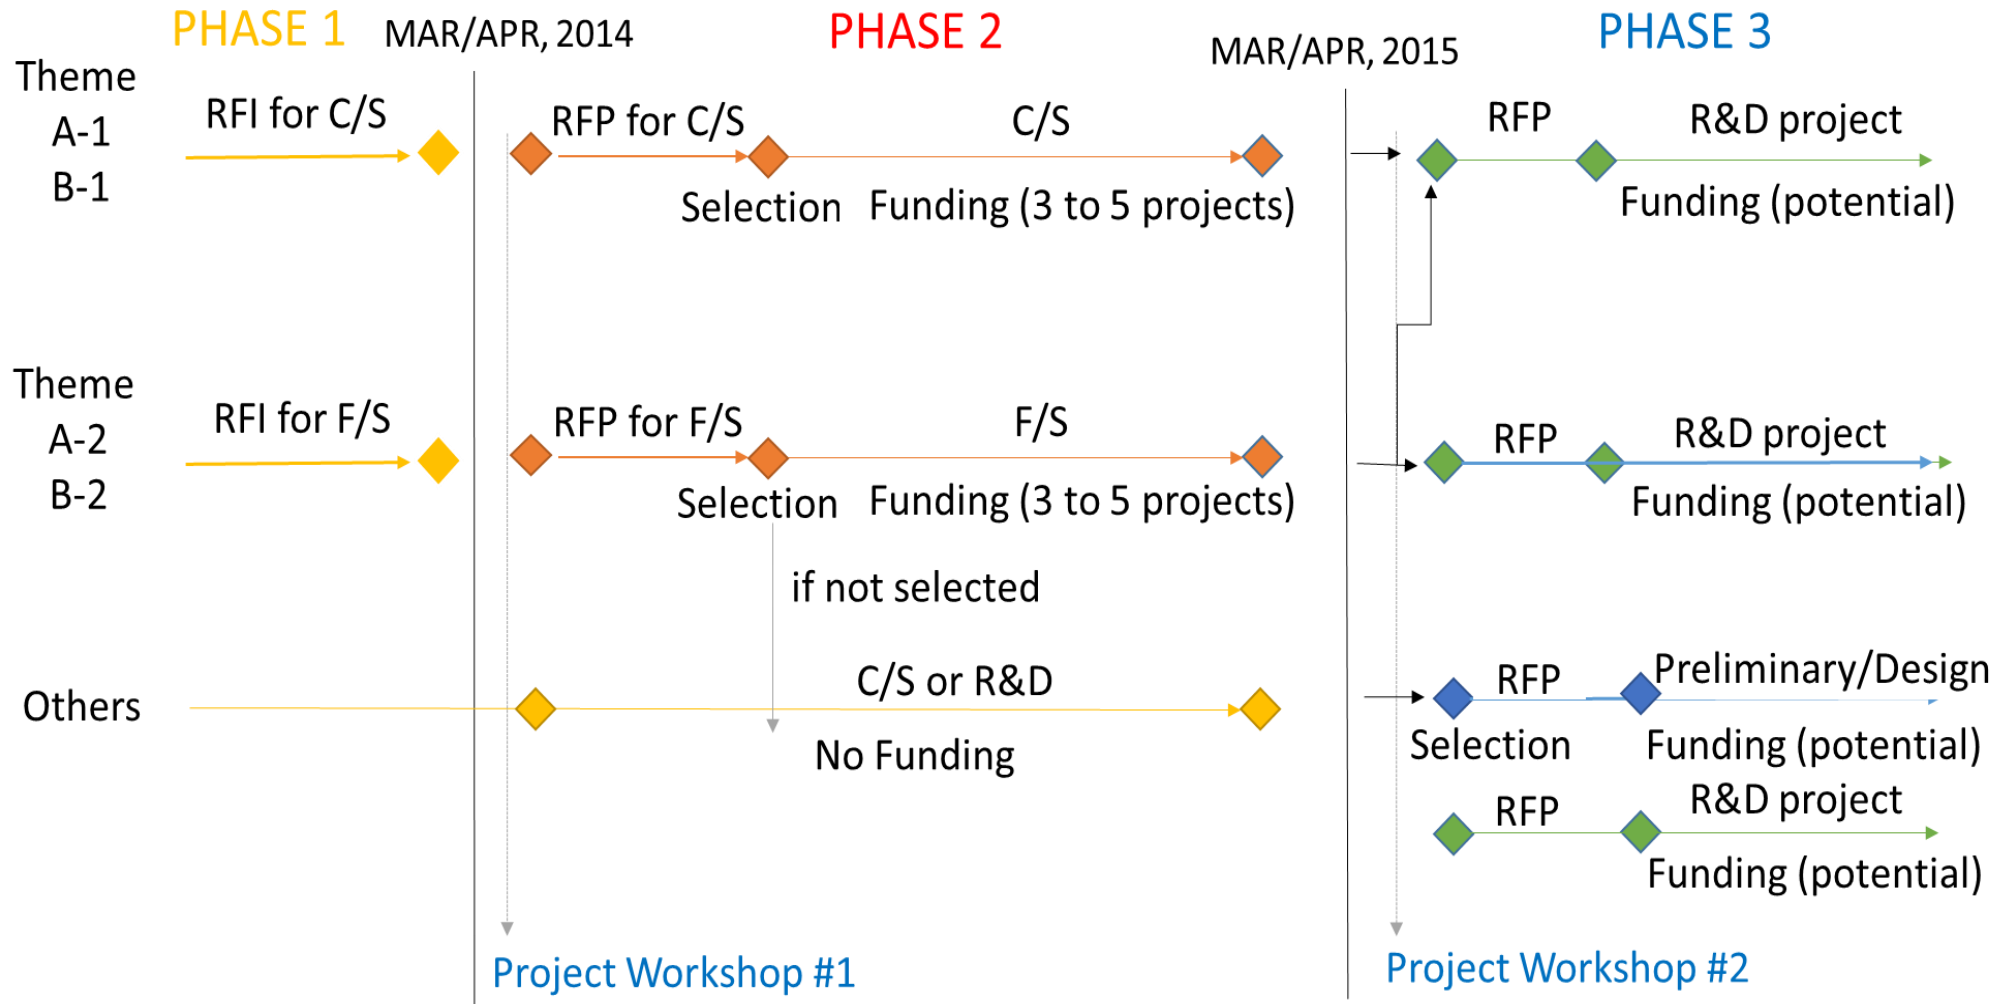 PHASE 1
MAR/APR, 2014
PHASE 2
MAR/APR, 2015
PHASE 3
Theme
A-1
B-1
RFI for C/S
RFP for C/S
C/S
RFP
R&D project
Selection
Funding (3 to 5 projects)
Funding (potential)
Theme
A-2
B-2
RFI for F/S
RFP for F/S
F/S
RFP
R&D project
Selection
Funding (3 to 5 projects)
Funding (potential)
if not selected
Others
C/S or R&D
No Funding
RFP
Preliminary/Design
Selection
Funding (potential)
RFP
R&D project
Funding (potential)
Project Workshop #1
Project Workshop #2